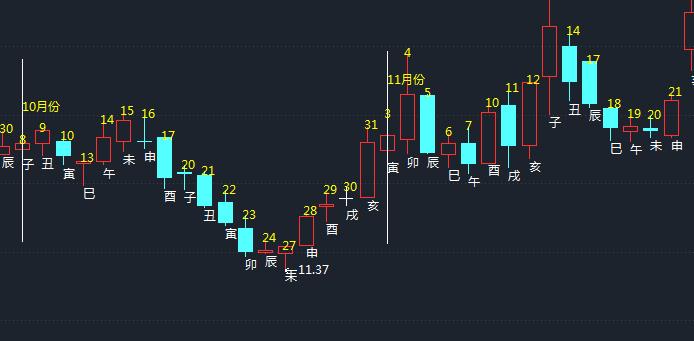 10月份
11月份
30
8
9
10
13
14
15
16
17
20
21
22
23
24
27
28
29
30
31
3
4
5
6
7
10
11
12
14
17
18
19
20
21
辰
子
丑
寅
巳
午
未
申
酉
子
丑
寅
卯
辰
未
←11.37
申
酉
戌
亥
寅
卯
辰
巳
午
酉
戌
亥
子
丑
辰
巳
午
未
申